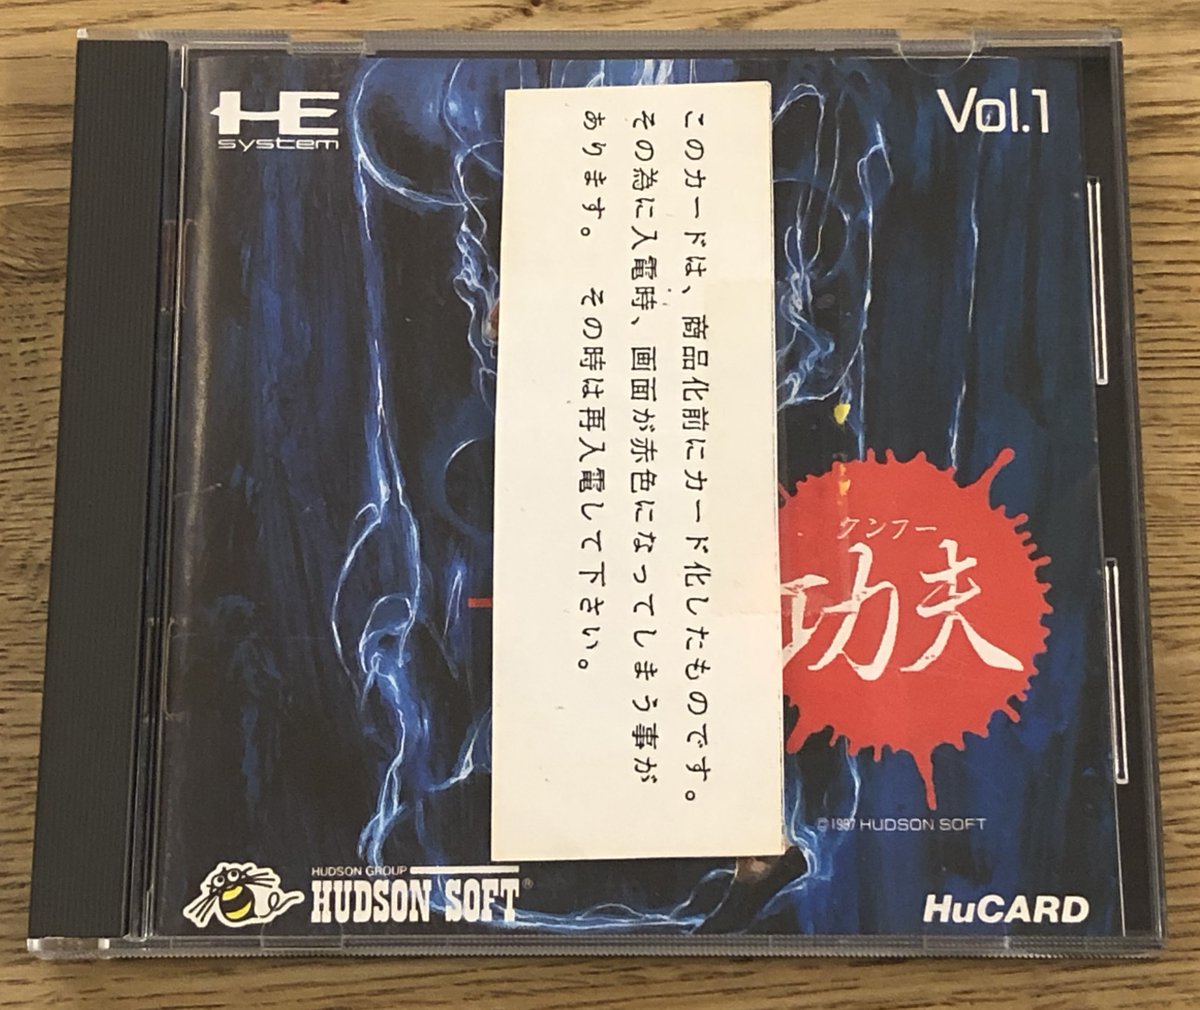 HE
system
Vol.1
このカードは、商品化前にカード化したものです。
その為に入電時、画面が赤色になってしまう事が
あります。 その時は再入電して下さい。
クンフー
功夫
©1987 HUDSON SOFT
HUDSON GROUP
HUDSON SOFT®
HuCARD